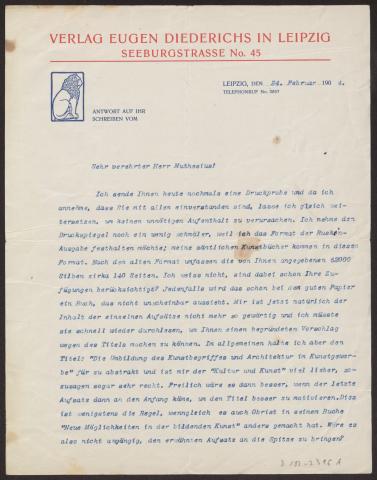 VERLAG EUGEN DIEDERICHS IN LEIPZIG
SEEBURGSTRASSE No. 45
LEIPZIG, DEN 24. Februar 190 4.
TELEPHONRUF No.
ANTWORT AUF IHR
SCHREIBEN VOM
Sehr verehrter Herr Muthesius!
Ich sende Ihnen heute nochmals eine Druckprobe und da ich
annehme, dass Sie mit allem einverstanden sind, lasse ich gleich wei-
tersetzen, um keinen unnötigen Aufenthalt zu verursachen. Ich nehme den
Druckspiegel noch ein wenig schmäler, weil ich das Format der Ruskin
Ausgabe festhalten möchte; meine sämtlichen Kunstbücher kommen in diesem
Format. Nach dem alten Format umfassen die von Ihnen angegebenen 62000
Silben zirka 140 Seiten. Ich weiss nicht, sind dabei schon Ihre Zu-
fügungen berücksichtigt? Jedenfalls wird das schon bei dem guten Papier
ein Buch, das nicht unscheinbar aussieht. Mir ist jetzt natürlich der
Inhalt der einzelnen Aufsätze nicht mehr so gewärtig und ich müsste
sie schnell wieder durchlesen, um Ihnen einen begründeten Vorschlag
wegen des Titels machen zu können. Im allgemeinen halte ich aber den
Titel: "Die Umbildung des Kunstbegriffes und Architektur im Kunstgewer-
be" für zu abstrakt und ist mir der "Kultur und Kunst" viel lieber, so-
zusagen sogar sehr recht. Freilich wäre es dann besser, wenn der letzte
Aufsatz dann an den Anfang käme, um den Titel besser zu motivieren. Dies
ist wenigstens die Regel, wenngleich es auch Obrist in seinem Buche
"Neue Möglichkeiten in der bildenden Kunst" anders gemacht hat. Wäre es
also nicht angängig, den erwähnten Aufsatz an die Spitze zu bringen?